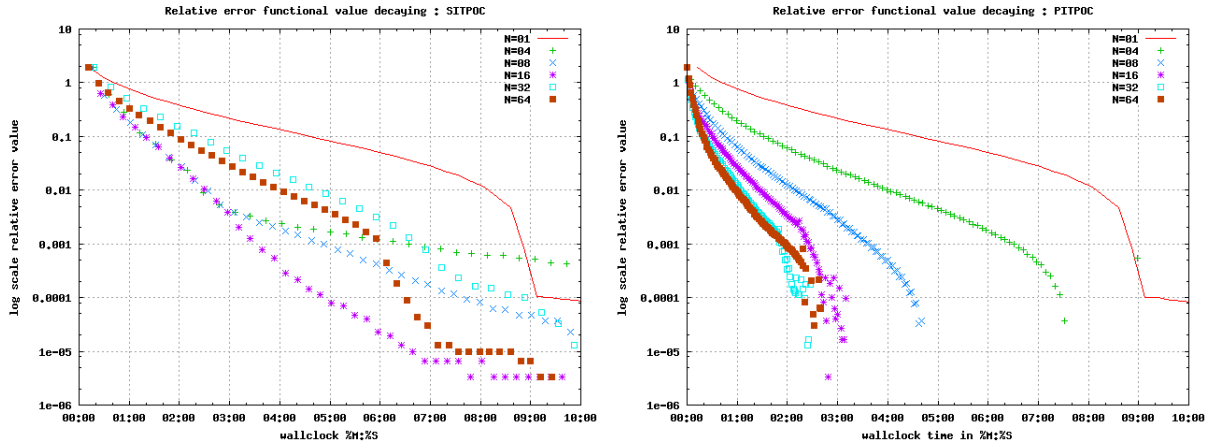 Relative error functional value decaying : SITPOC
log scale relative error value
10
1
0.1
0.01
0.001
0.0001
1e-05
1e-06
N=01
N=04
N=08
N=16
N=32
N=64
00:00 01:00 02:00 03:00 04:00 05:00 06:00 07:00 08:00 09:00 10:00
wallclock %M:%S
Relative error functional value decaying : PITPOC
log scale relative error value
10
1
0.1
0.01
0.001
0.0001
1e-05
1e-06
N=01
N=04
N=08
N=16
N=32
N=64
00:00 01:00 02:00 03:00 04:00 05:00 06:00 07:00 08:00 09:00 10:00
wallclock time in %M:%S